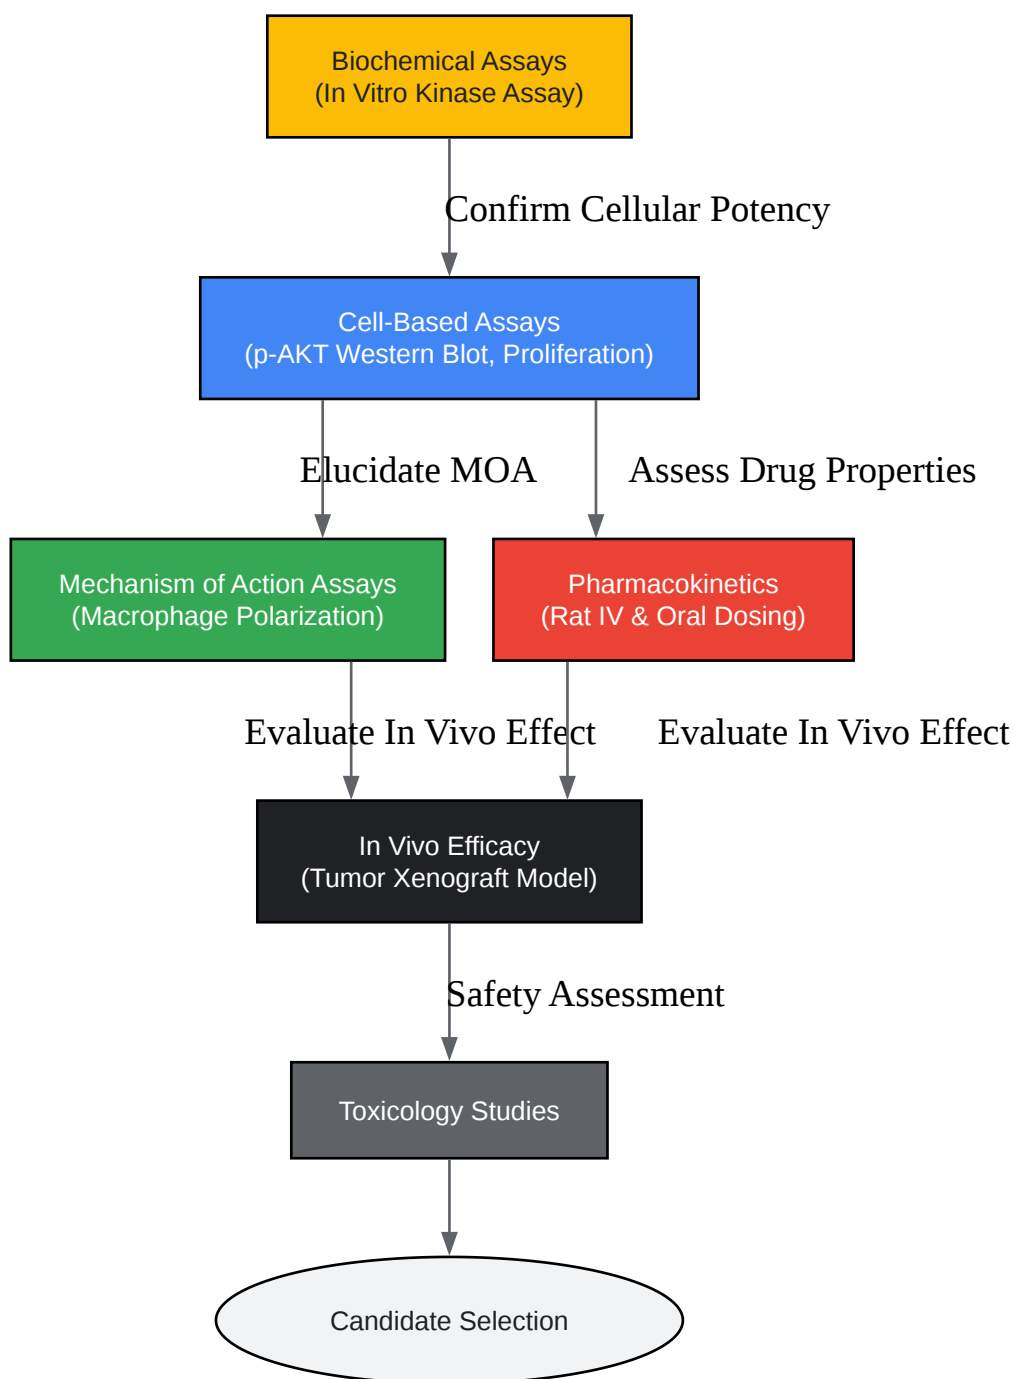 Biochemical Assays
(In Vitro Kinase Assay)
Confirm Cellular Potency
Cell-Based Assays
(p-AKT Western Blot, Proliferation)
Elucidate MOA
Assess Drug Properties
Mechanism of Action Assays
(Macrophage Polarization)
Pharmacokinetics
(Rat IV & Oral Dosing)
Evaluate In Vivo Effect
Evaluate In Vivo Effect
In Vivo Efficacy
(Tumor Xenograft Model)
Safety Assessment
Toxicology Studies
Candidate Selection